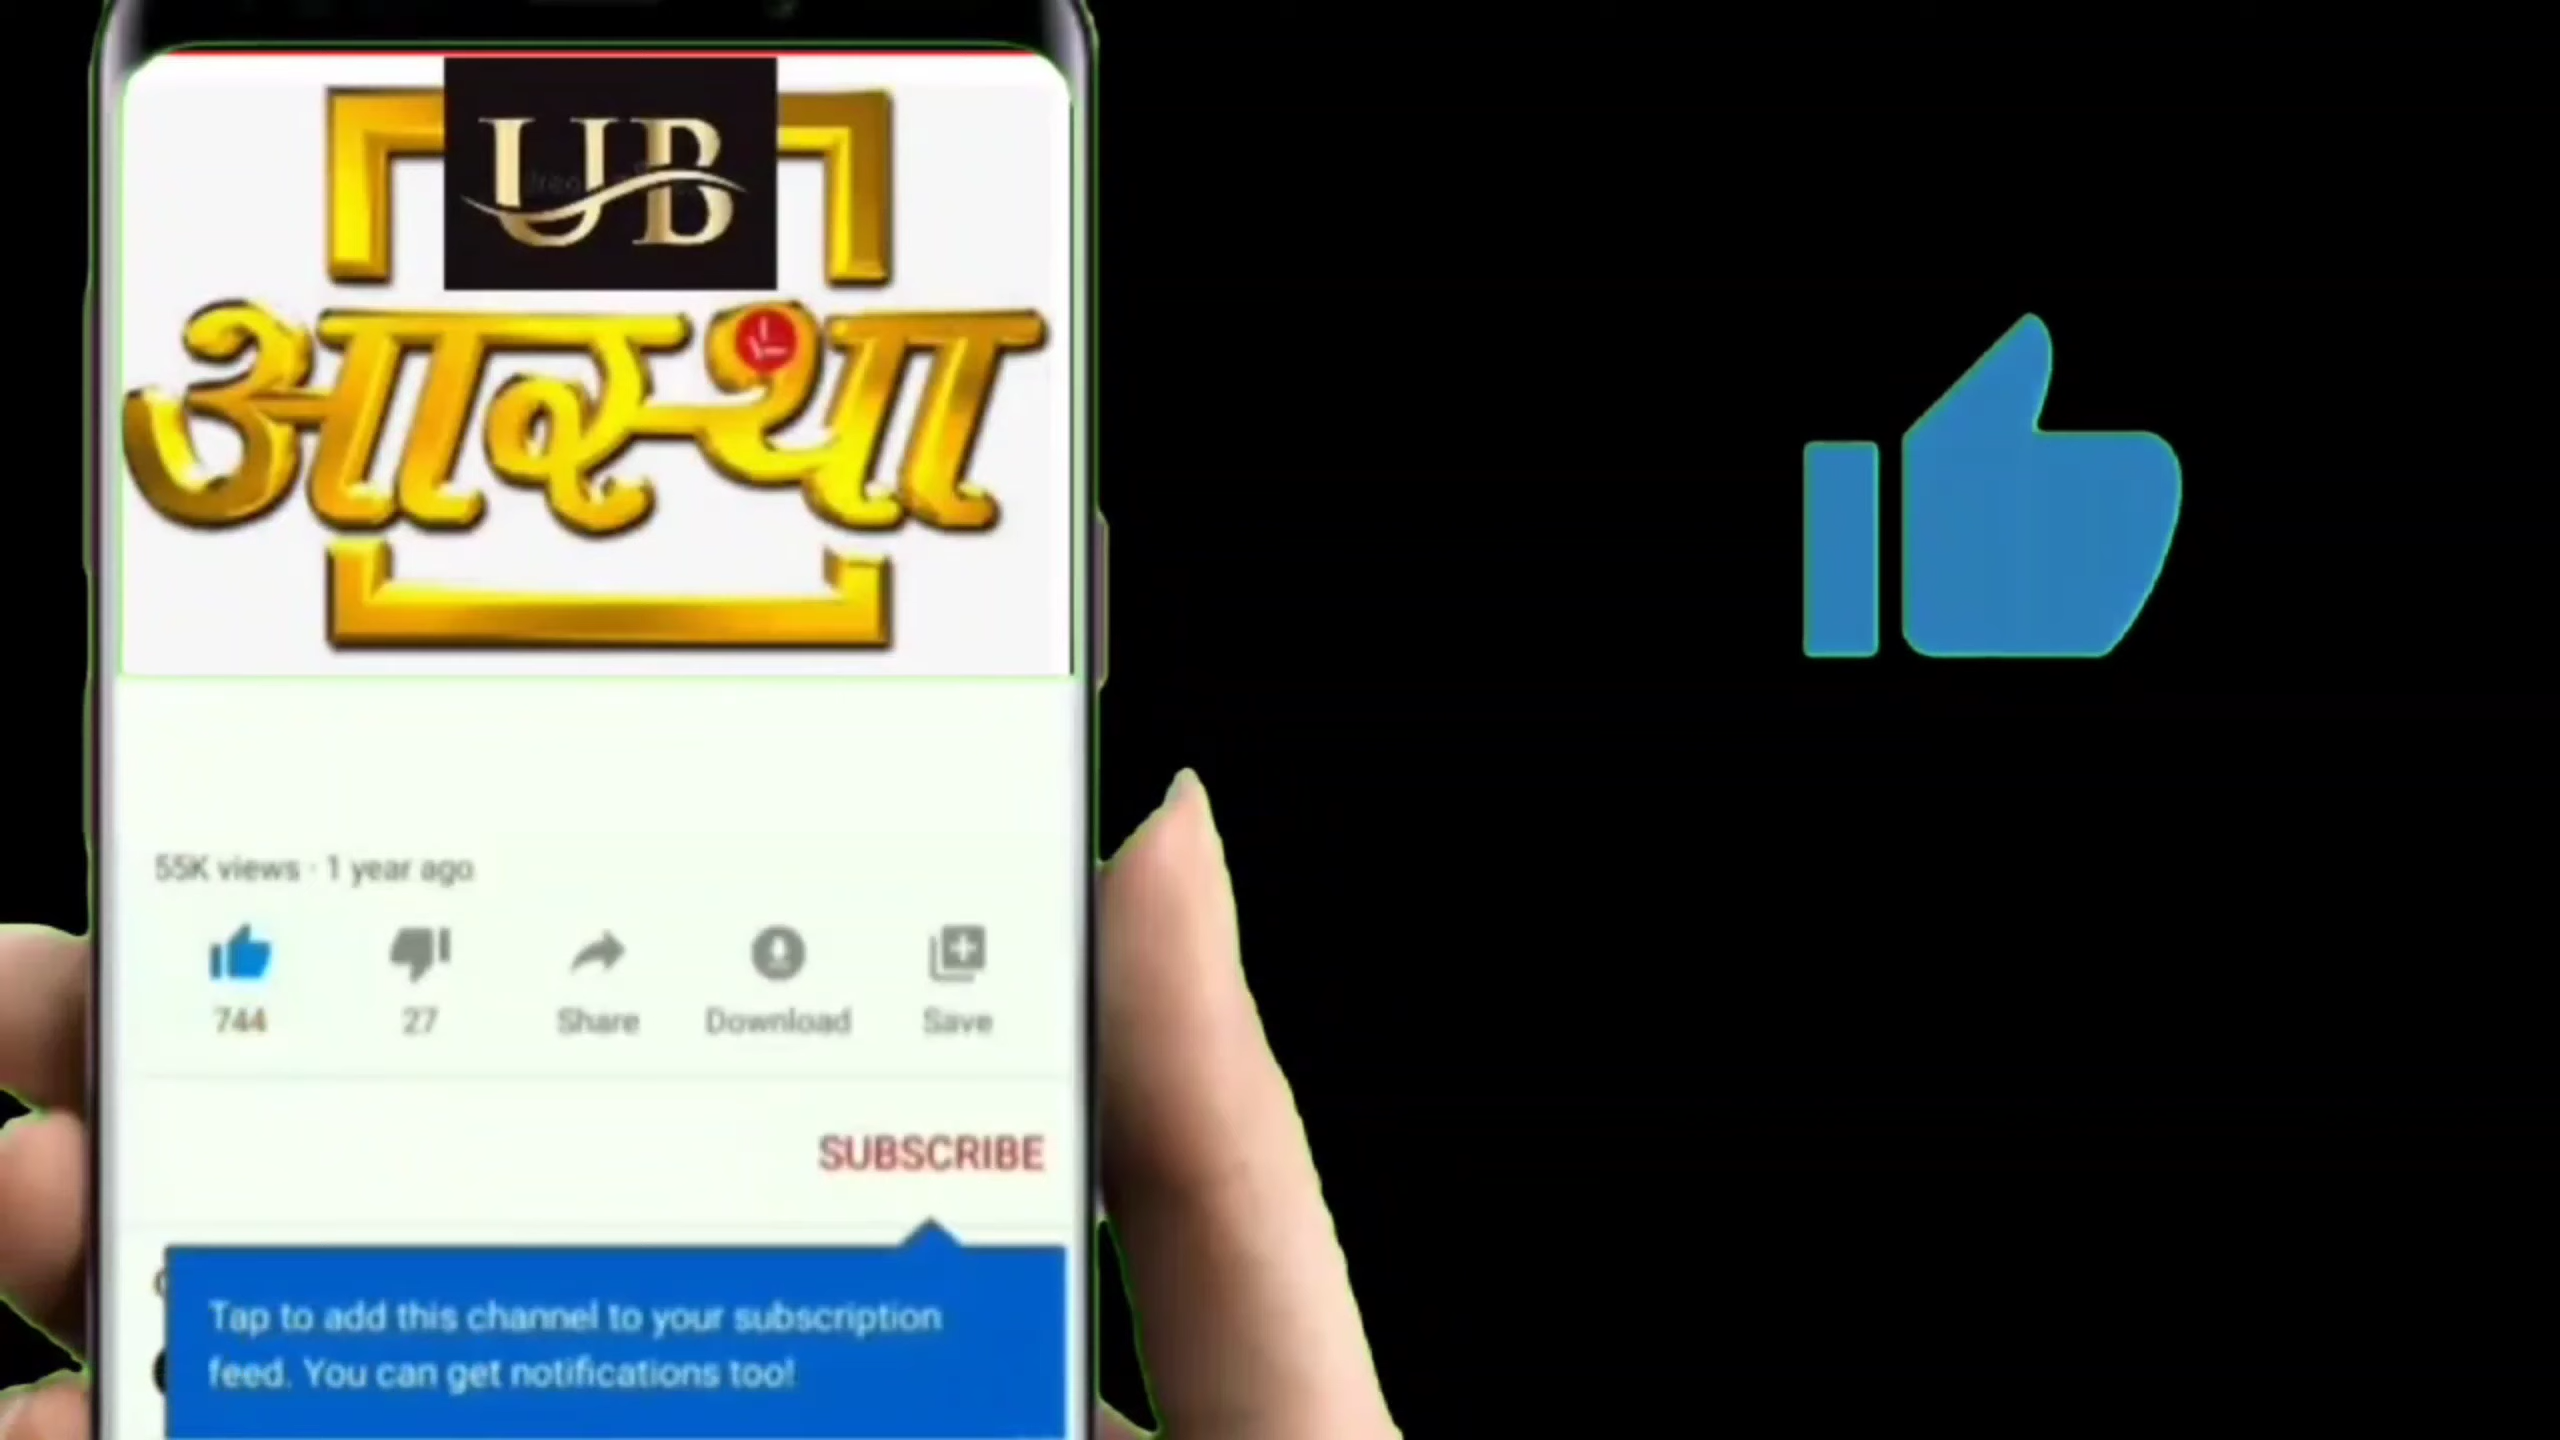 UB
आस्था
55K views · 1 year ago
744
27
Share
Download
Save
SUBSCRIBE
Tap to add this channel to your subscription
feed. You can get notifications too!